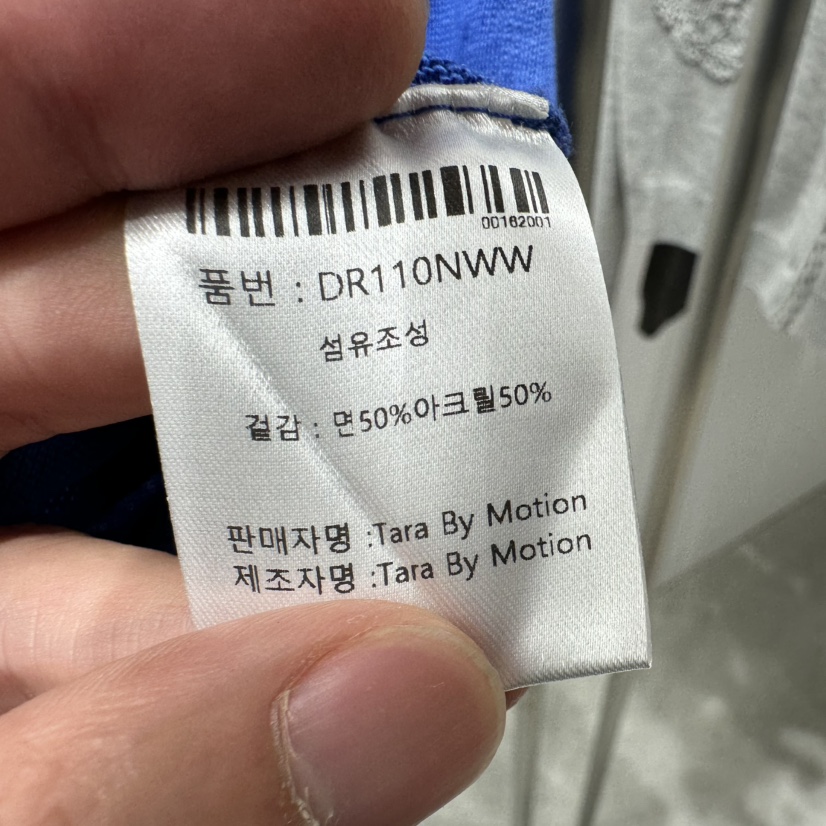 00162001
품번 : DR110NWW
섬유조성
겉감 : 면50%아크릴50%
판매자명 :Tara By Motion
제조자명 :Tara By Motion